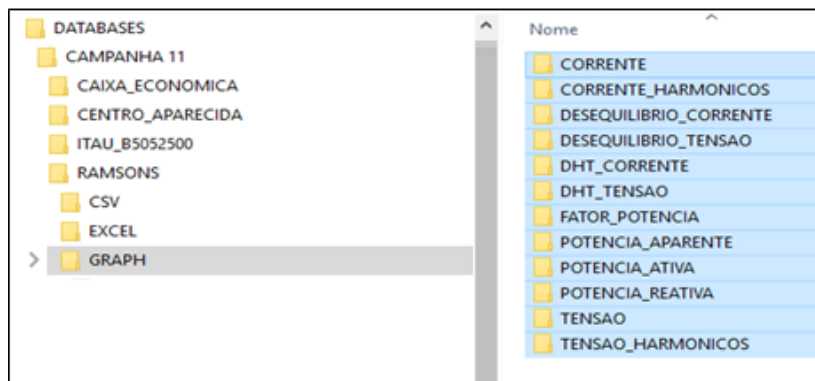 DATABASES
CAMPANHA 11
CAIXA_ECONOMICA
CENTRO_APARECIDA
ITAU_B5052500
RAMSONS
CSV
EXCEL
GRAPH
Nome
CORRENTE
CORRENTE_HARMONICOS
DESEQUILIBRIO_CORRENTE
DESEQUILIBRIO_TENSAO
DHT_CORRENTE
DHT_TENSAO
FATOR_POTENCIA
POTENCIA_APARENTE
POTENCIA_ATIVA
POTENCIA_REATIVA
TENSAO
TENSAO_HARMONICOS